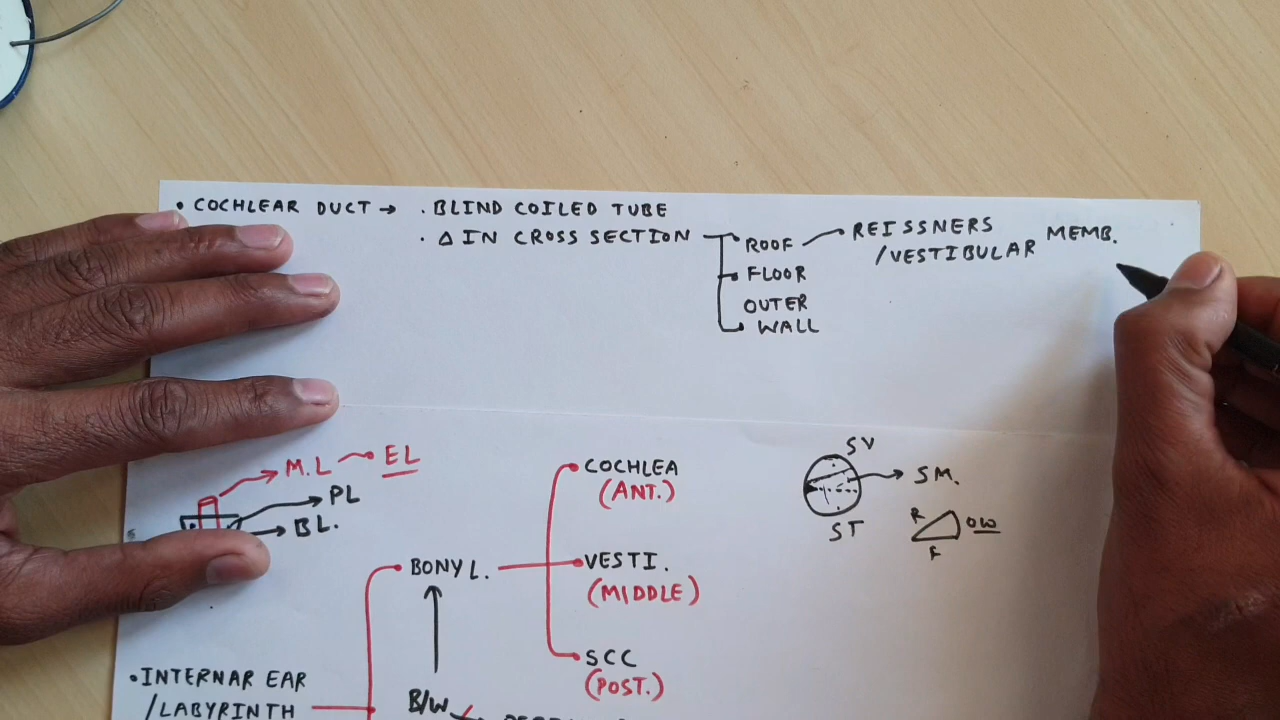 • COCHLEAR DUCT → . BLIND COILED TUBE
. Δ IN CROSS SECTION
ROOF
REISSNERS
/VESTIBULAR MEMB.
FLOOR
OUTER
WALL
M.L
EL
PL
BL.
COCHLEA
(ANT.)
SV
SM.
ST
R
OW
F
BONY L.
VESTI.
(MIDDLE)
SCC
(POST.)
• INTERNAR EAR
/LABYRINTH
B/W